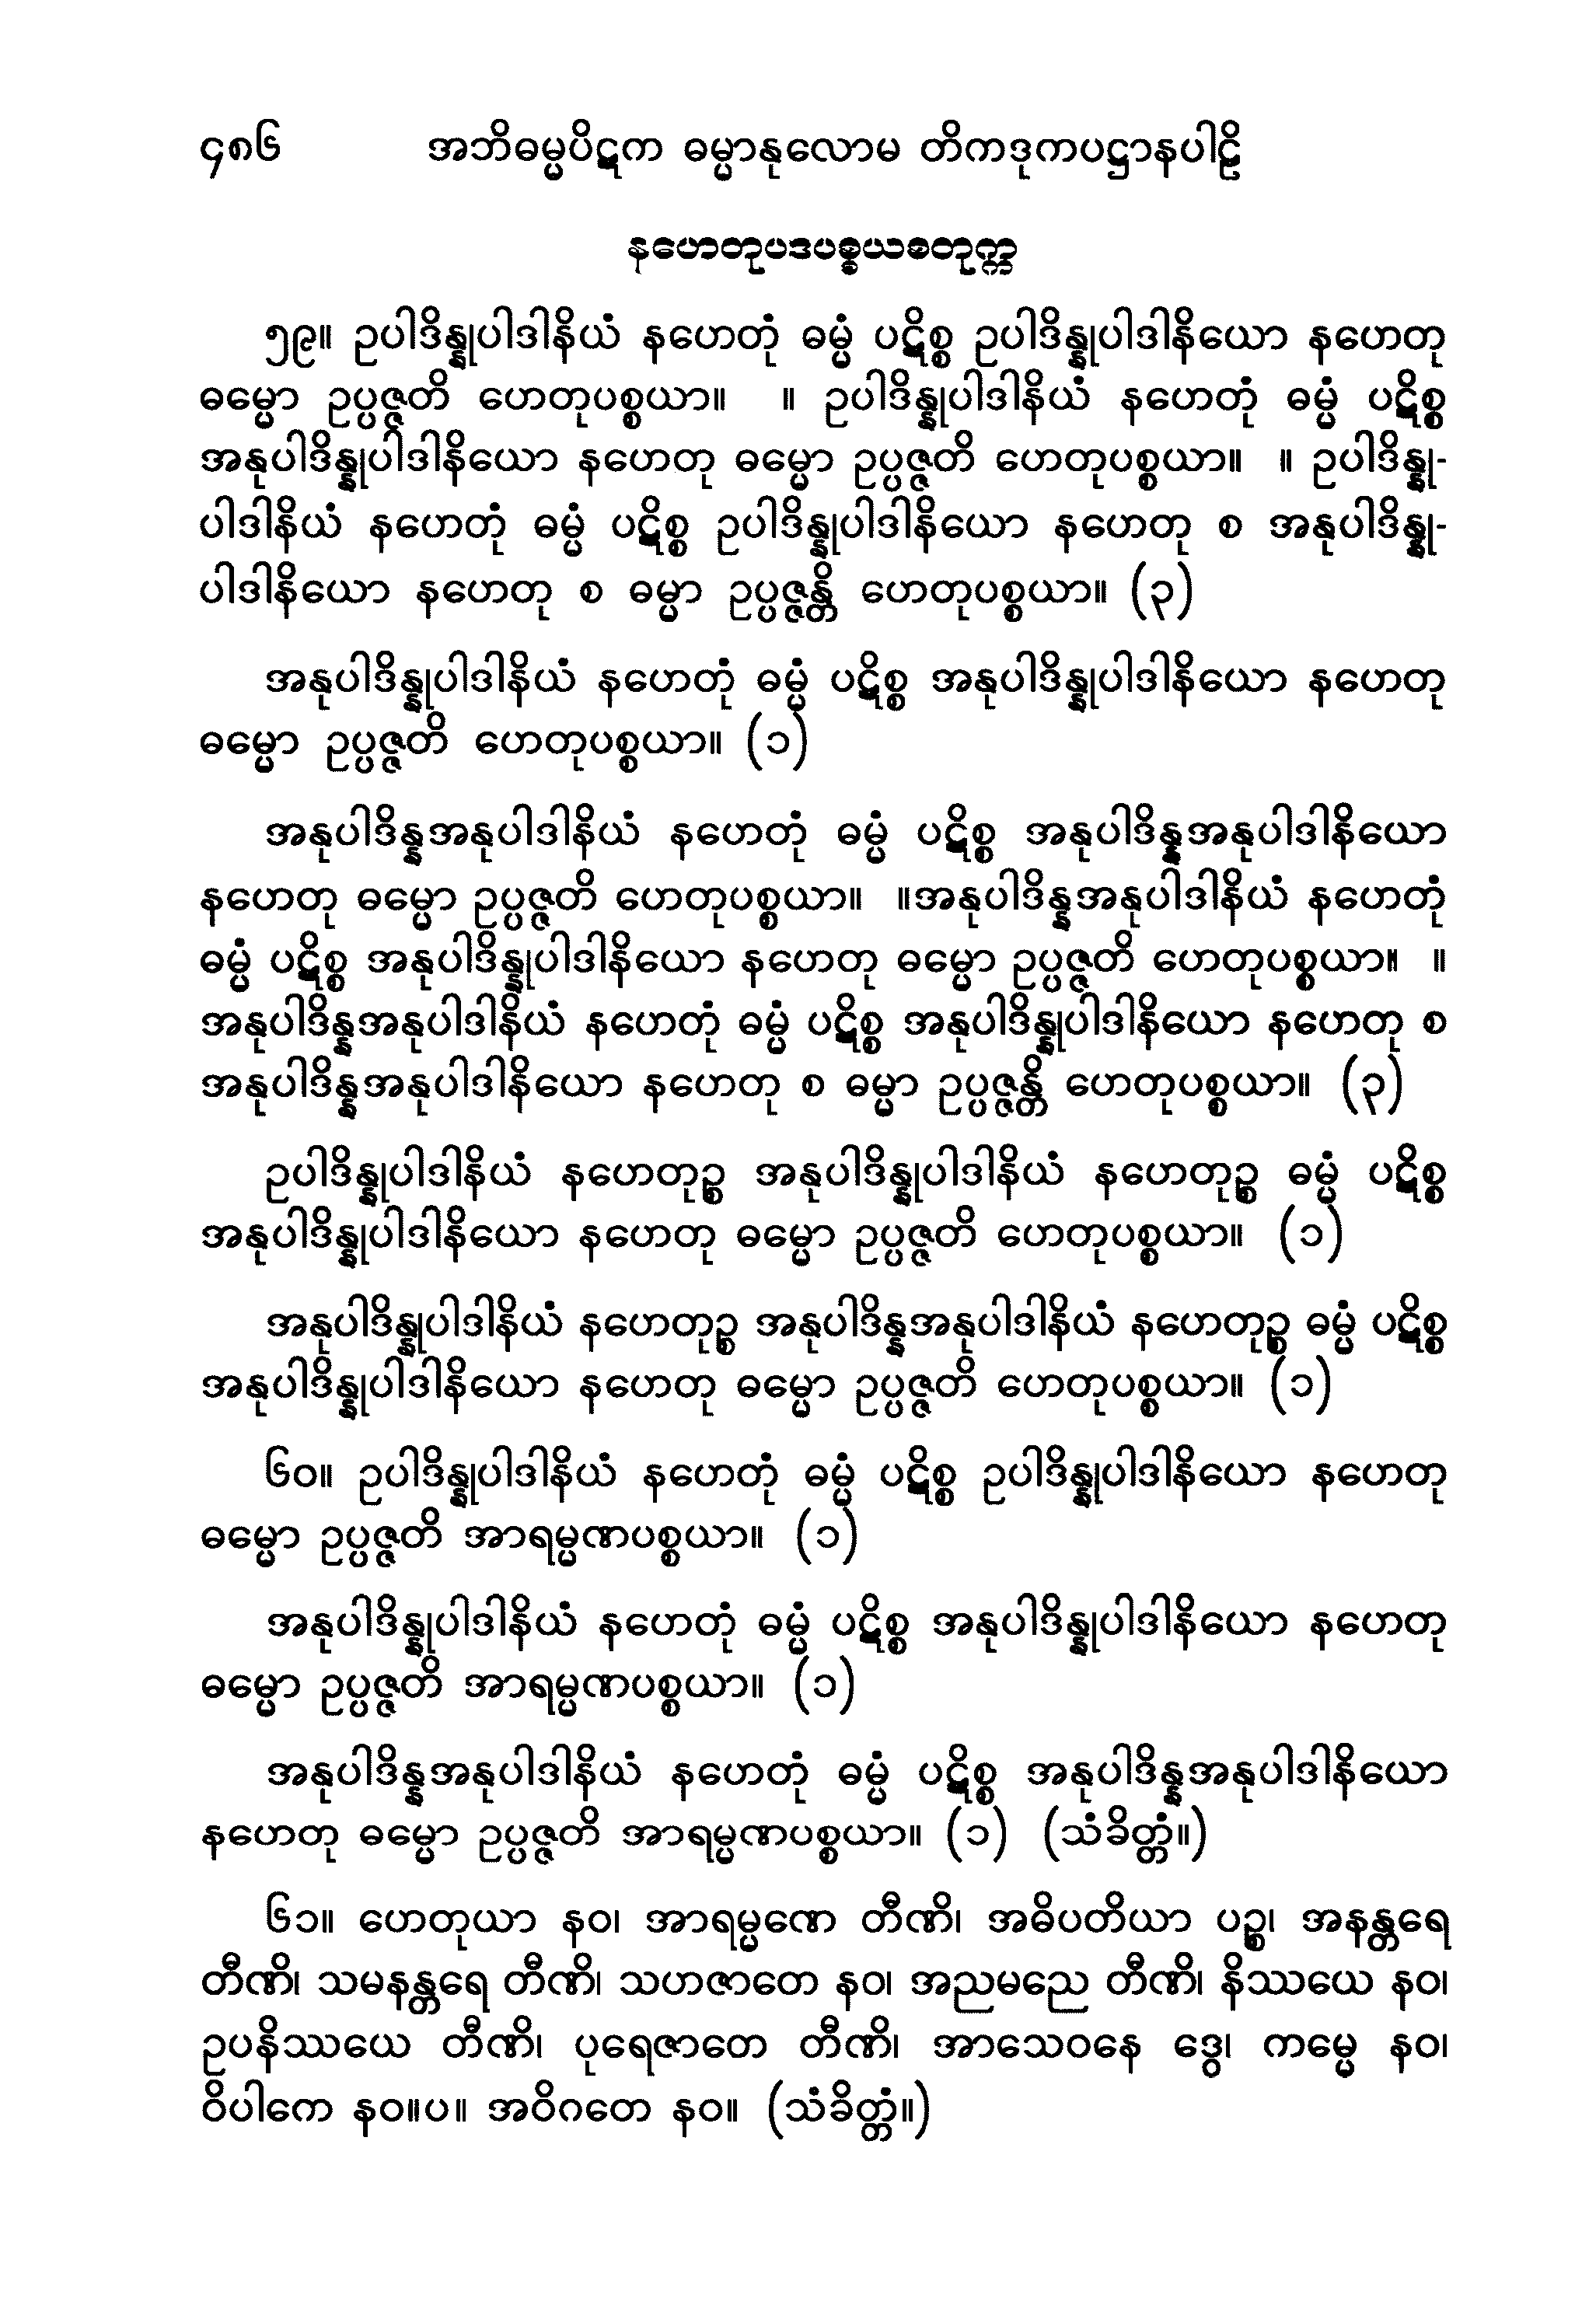 ၄၈၆ အဘိဓမ္မပိဋက ဓမ္မာနုလောမ တိကဒုကပဋ္ဌာနပါဠိ
နဟေတုပဒပစ္စယစတုက္က
၅၉။ ဥပါဒိန္နုပါဒါနိယံ နဟေတုံ ဓမ္မံ ပဋိစ္စ ဥပါဒိန္နုပါဒါနိယော နဟေတု
ဓမ္မော ဥပ္ပဇ္ဇတိ ဟေတုပစ္စယာ။ ။ ဥပါဒိန္နုပါဒါနိယံ နဟေတုံ ဓမ္မံ ပဋိစ္စ
အနုပါဒိန္နုပါဒါနိယော နဟေတု ဓမ္မော ဥပ္ပဇ္ဇတိ ဟေတုပစ္စယာ။ ။ ဥပါဒိန္နု-
ပါဒါနိယံ နဟေတုံ ဓမ္မံ ပဋိစ္စ ဥပါဒိန္နုပါဒါနိယော နဟေတု စ အနုပါဒိန္နု-
ပါဒါနိယော နဟေတု စ ဓမ္မာ ဥပ္ပဇ္ဇန္တိ ဟေတုပစ္စယာ။ (၃)
အနုပါဒိန္နုပါဒါနိယံ နဟေတုံ ဓမ္မံ ပဋိစ္စ အနုပါဒိန္နုပါဒါနိယော နဟေတု
ဓမ္မော ဥပ္ပဇ္ဇတိ ဟေတုပစ္စယာ။ (၁)
အနုပါဒိန္နအနုပါဒါနိယံ နဟေတုံ ဓမ္မံ ပဋိစ္စ အနုပါဒိန္နအနုပါဒါနိယော
နဟေတု ဓမ္မော ဥပ္ပဇ္ဇတိ ဟေတုပစ္စယာ။ ။အနုပါဒိန္နအနုပါဒါနိယံ နဟေတုံ
ဓမ္မံ ပဋိစ္စ အနုပါဒိန္နုပါဒါနိယော နဟေတု ဓမ္မော ဥပ္ပဇ္ဇတိ ဟေတုပစ္စယာ။ ။
အနုပါဒိန္နအနုပါဒါနိယံ နဟေတုံ ဓမ္မံ ပဋိစ္စ အနုပါဒိန္နုပါဒါနိယော နဟေတု စ
အနုပါဒိန္နအနုပါဒါနိယော နဟေတု စ ဓမ္မာ ဥပ္ပဇ္ဇန္တိ ဟေတုပစ္စယာ။ (၃)
ဥပါဒိန္နုပါဒါနိယံ နဟေတုဉ္စ အနုပါဒိန္နုပါဒါနိယံ နဟေတုဉ္စ ဓမ္မံ ပဋိစ္စ
အနုပါဒိန္နုပါဒါနိယော နဟေတု ဓမ္မော ဥပ္ပဇ္ဇတိ ဟေတုပစ္စယာ။ (၁)
အနုပါဒိန္နုပါဒါနိယံ နဟေတုဉ္စ အနုပါဒိန္နအနုပါဒါနိယံ နဟေတုဉ္စ ဓမ္မံ ပဋိစ္စ
အနုပါဒိန္နုပါဒါနိယော နဟေတု ဓမ္မော ဥပ္ပဇ္ဇတိ ဟေတုပစ္စယာ။ (၁)
၆၀။ ဥပါဒိန္နုပါဒါနိယံ နဟေတုံ ဓမ္မံ ပဋိစ္စ ဥပါဒိန္နုပါဒါနိယော နဟေတု
ဓမ္မော ဥပ္ပဇ္ဇတိ အာရမ္မဏပစ္စယာ။ (၁)
အနုပါဒိန္နုပါဒါနိယံ နဟေတုံ ဓမ္မံ ပဋိစ္စ အနုပါဒိန္နုပါဒါနိယော နဟေတု
ဓမ္မော ဥပ္ပဇ္ဇတိ အာရမ္မဏပစ္စယာ။ (၁)
အနုပါဒိန္နအနုပါဒါနိယံ နဟေတုံ ဓမ္မံ ပဋိစ္စ အနုပါဒိန္နအနုပါဒါနိယော
နဟေတု ဓမ္မော ဥပ္ပဇ္ဇတိ အာရမ္မဏပစ္စယာ။ (၁) (သံခိတ္တံ။)
၆၁။ ဟေတုယာ နဝ၊ အာရမ္မဏေ တီဏိ၊ အဓိပတိယာ ပဉ္စ၊ အနန္တရေ
တီဏိ၊ သမနန္တရေ တီဏိ၊ သဟဇာတေ နဝ၊ အညမညေ တီဏိ၊ နိဿယေ နဝ၊
ဥပနိဿယေ တီဏိ၊ ပုရေဇာတေ တီဏိ၊ အာသေဝနေ ဒွေ၊ ကမ္မေ နဝ၊
ဝိပါကေ နဝ။ပ။ အဝိဂတေ နဝ။ (သံခိတ္တံ။)